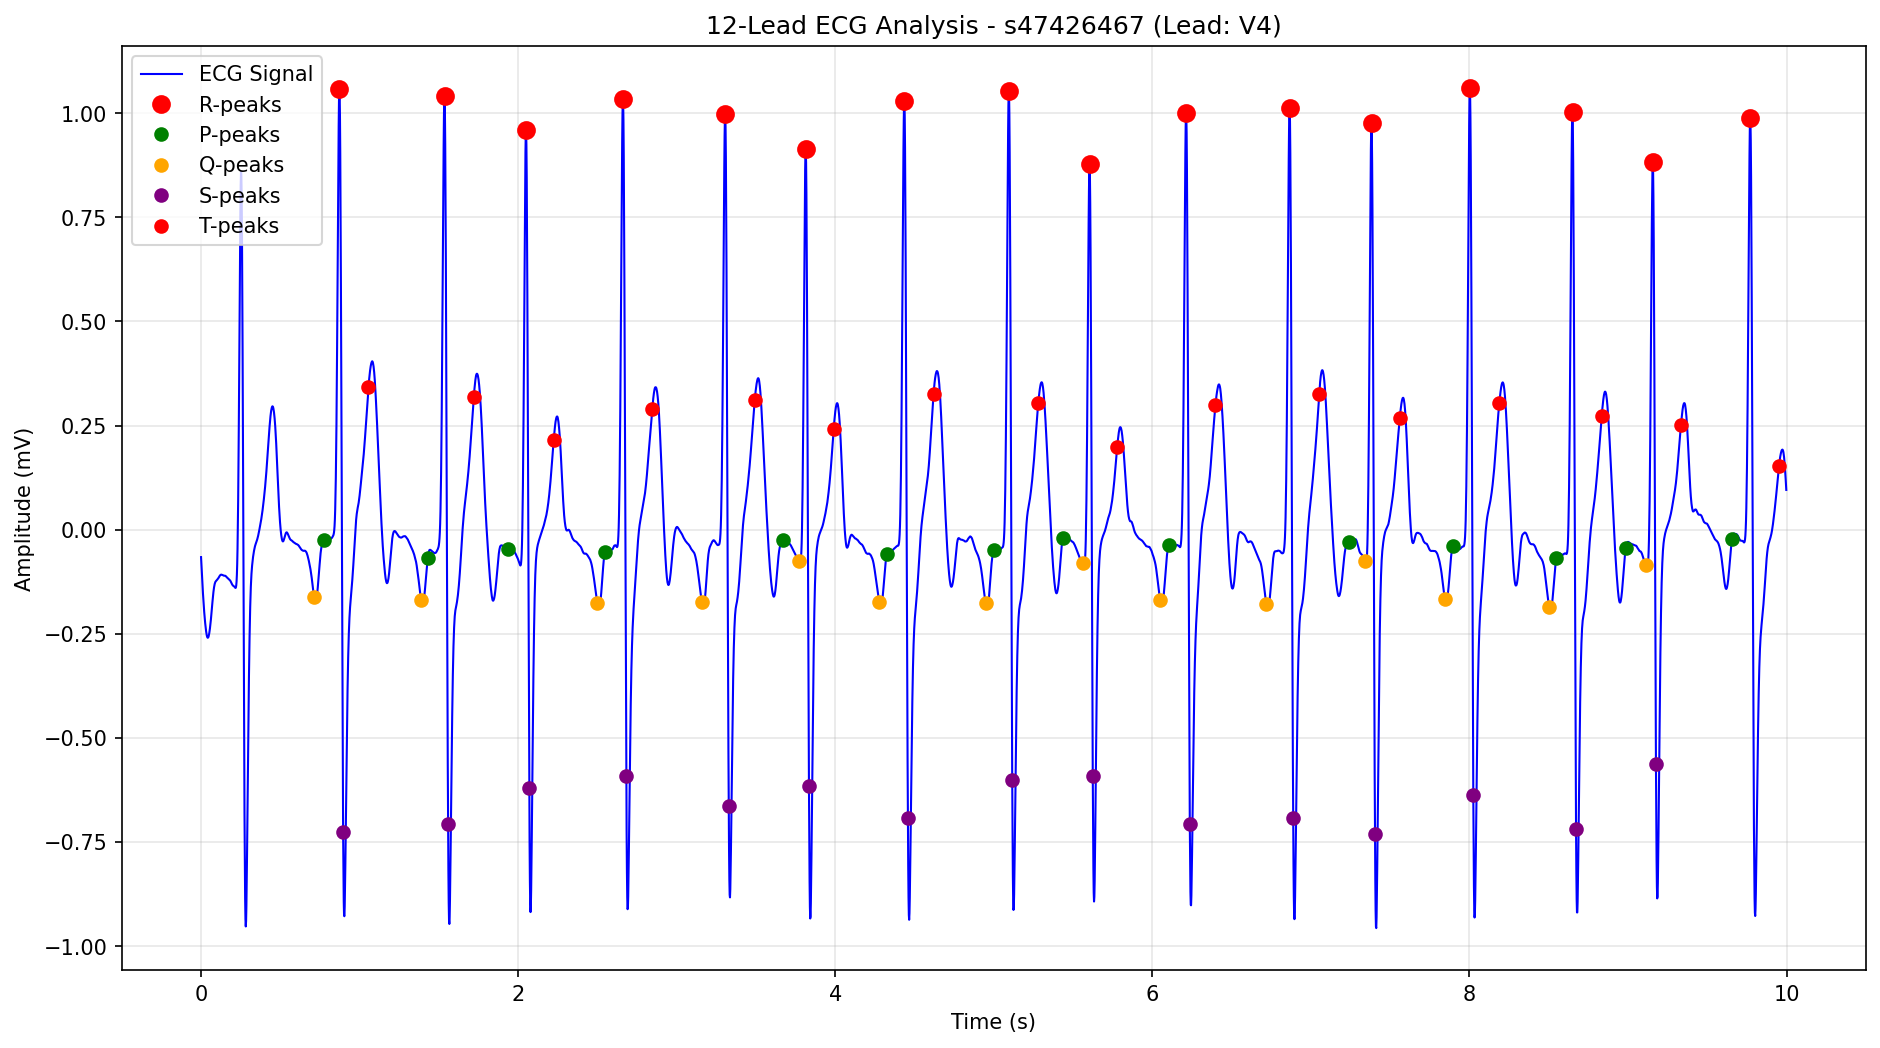 12-Lead ECG Analysis - s47426467 (Lead: V4)
ECG Signal
R-peaks
P-peaks
Q-peaks
S-peaks
T-peaks
1.00
0.75
0.50
0.25
0.00
−0.25
−0.50
−0.75
−1.00
Amplitude (mV)
0 2 4 6 8 10
Time (s)